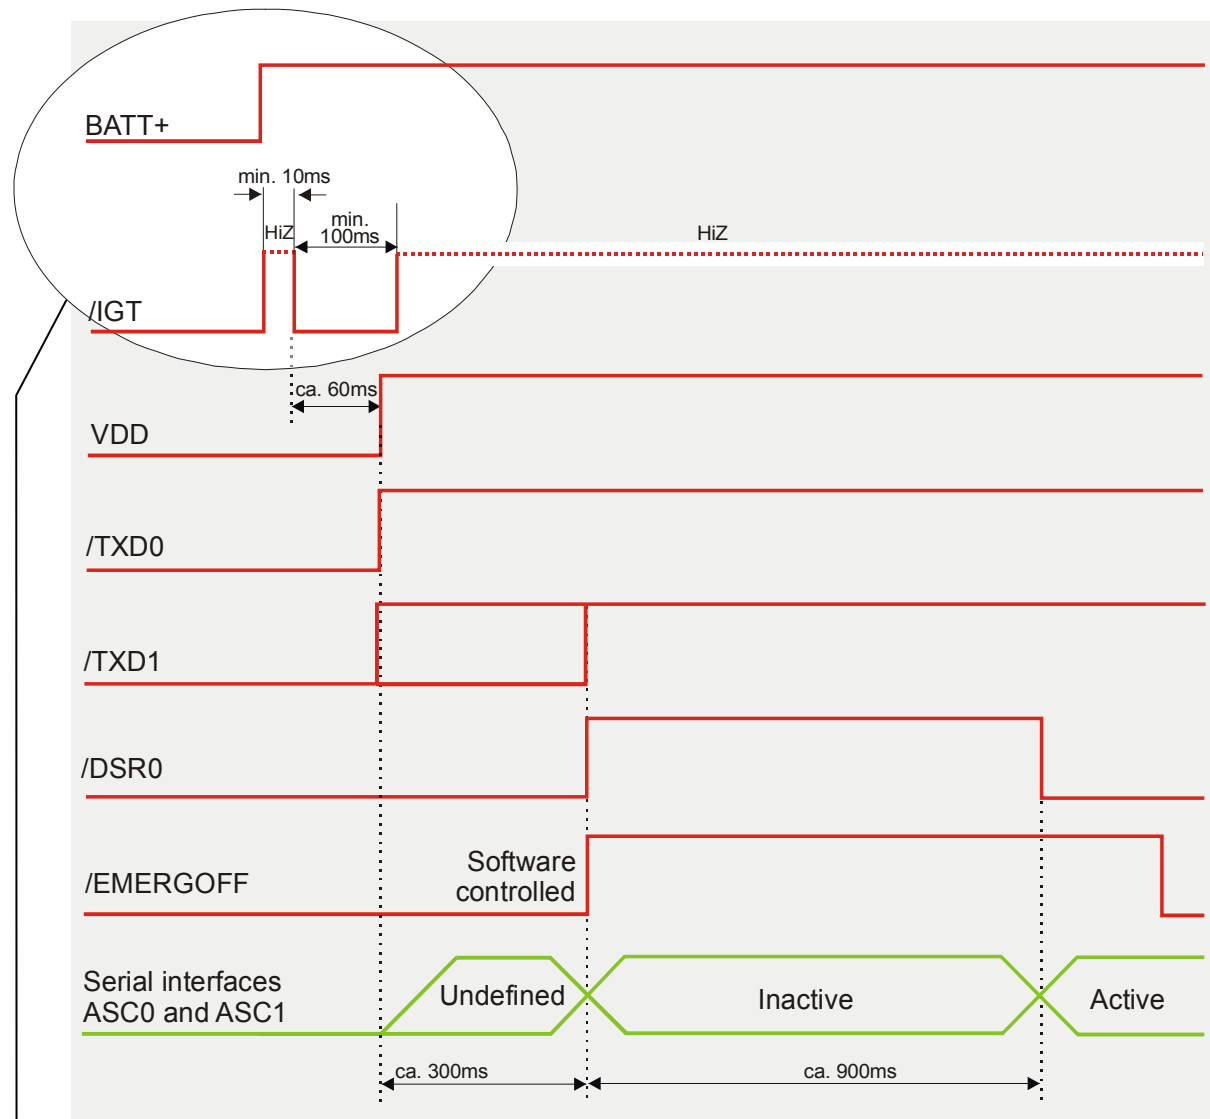 BATT+
min. 10ms
HiZ
min.
100ms
HiZ
/IGT
ca. 60ms
VDD
/TXD0
/TXD1
/DSR0
/EMERGOFF
Software
controlled
Serial interfaces
ASC0 and ASC1
Undefined
Inactive
Active
ca. 300ms
ca. 900ms